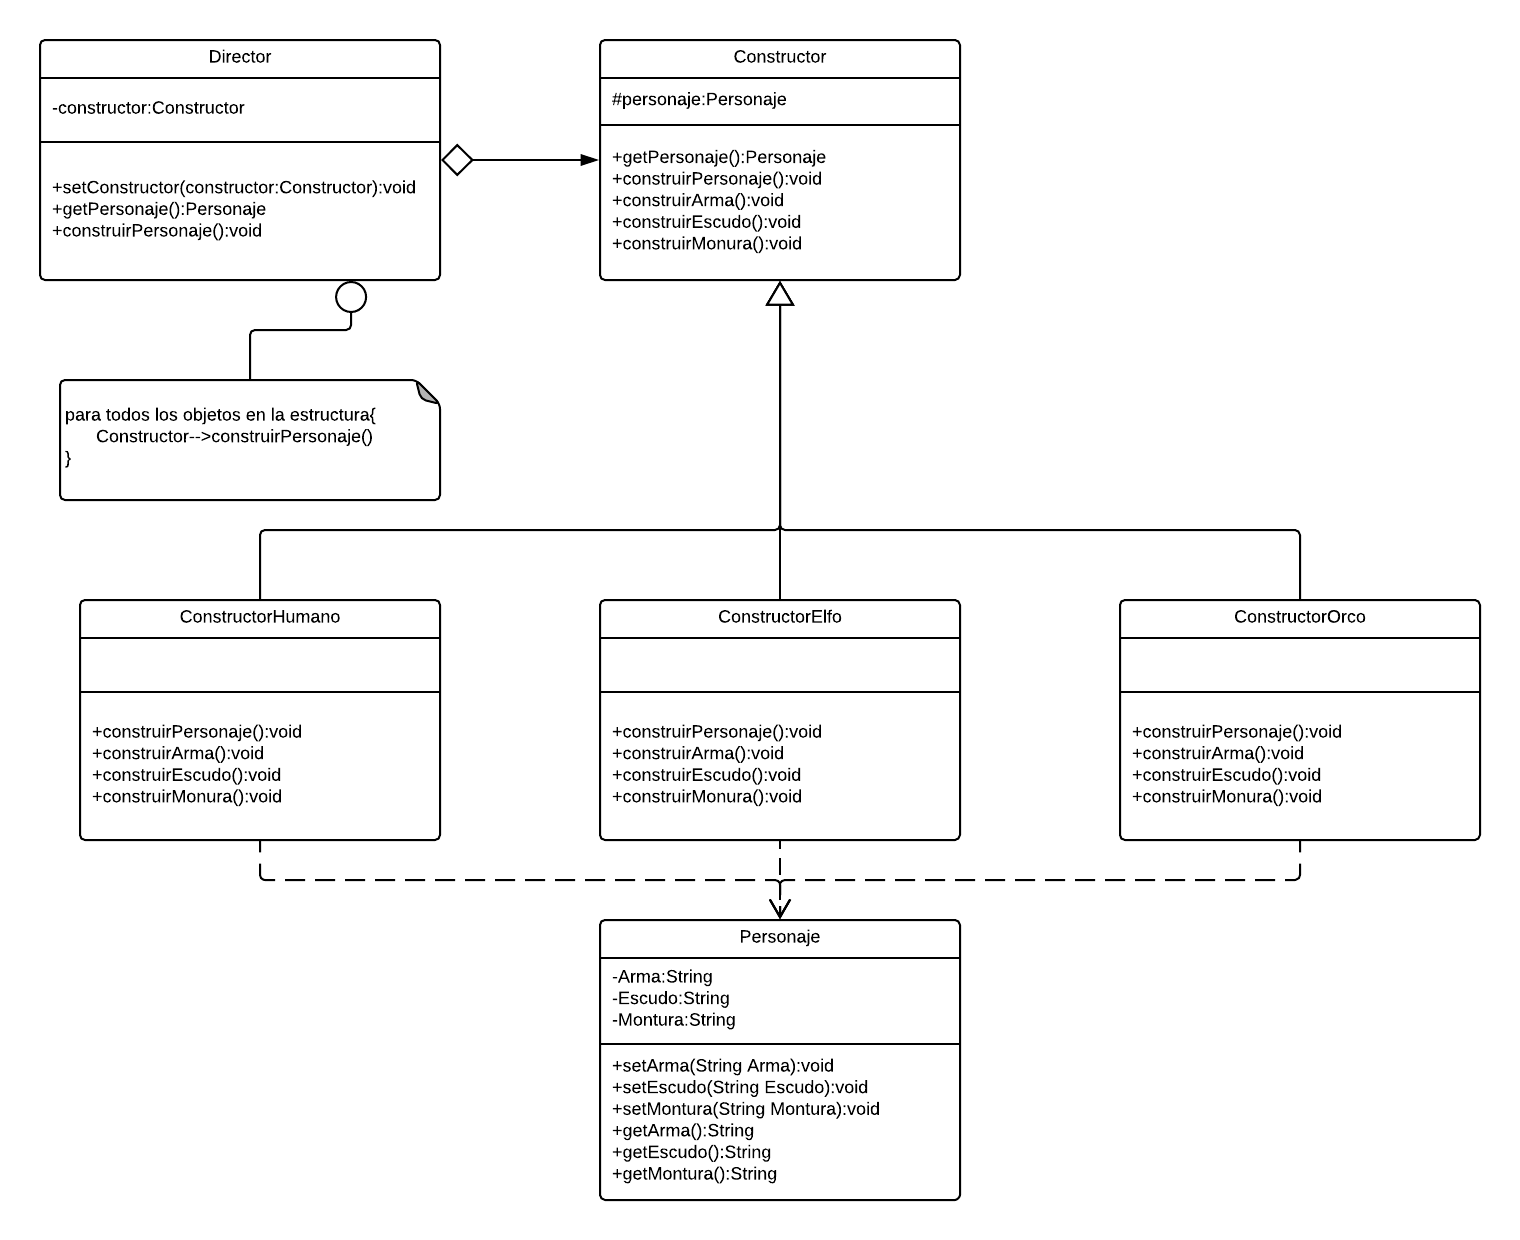 Director
-constructor:Constructor
+setConstructor(constructor:Constructor):void
+getPersonaje():Personaje
+construirPersonaje():void
Constructor
#personaje:Personaje
+getPersonaje():Personaje
+construirPersonaje():void
+construirArma():void
+construirEscudo():void
+construirMonura():void
para todos los objetos en la estructura{
Constructor-->construirPersonaje()
}
ConstructorHumano
+construirPersonaje():void
+construirArma():void
+construirEscudo():void
+construirMonura():void
ConstructorElfo
+construirPersonaje():void
+construirArma():void
+construirEscudo():void
+construirMonura():void
ConstructorOrco
+construirPersonaje():void
+construirArma():void
+construirEscudo():void
+construirMonura():void
Personaje
-Arma:String
-Escudo:String
-Montura:String
+setArma(String Arma):void
+setEscudo(String Escudo):void
+setMontura(String Montura):void
+getArma():String
+getEscudo():String
+getMontura():String